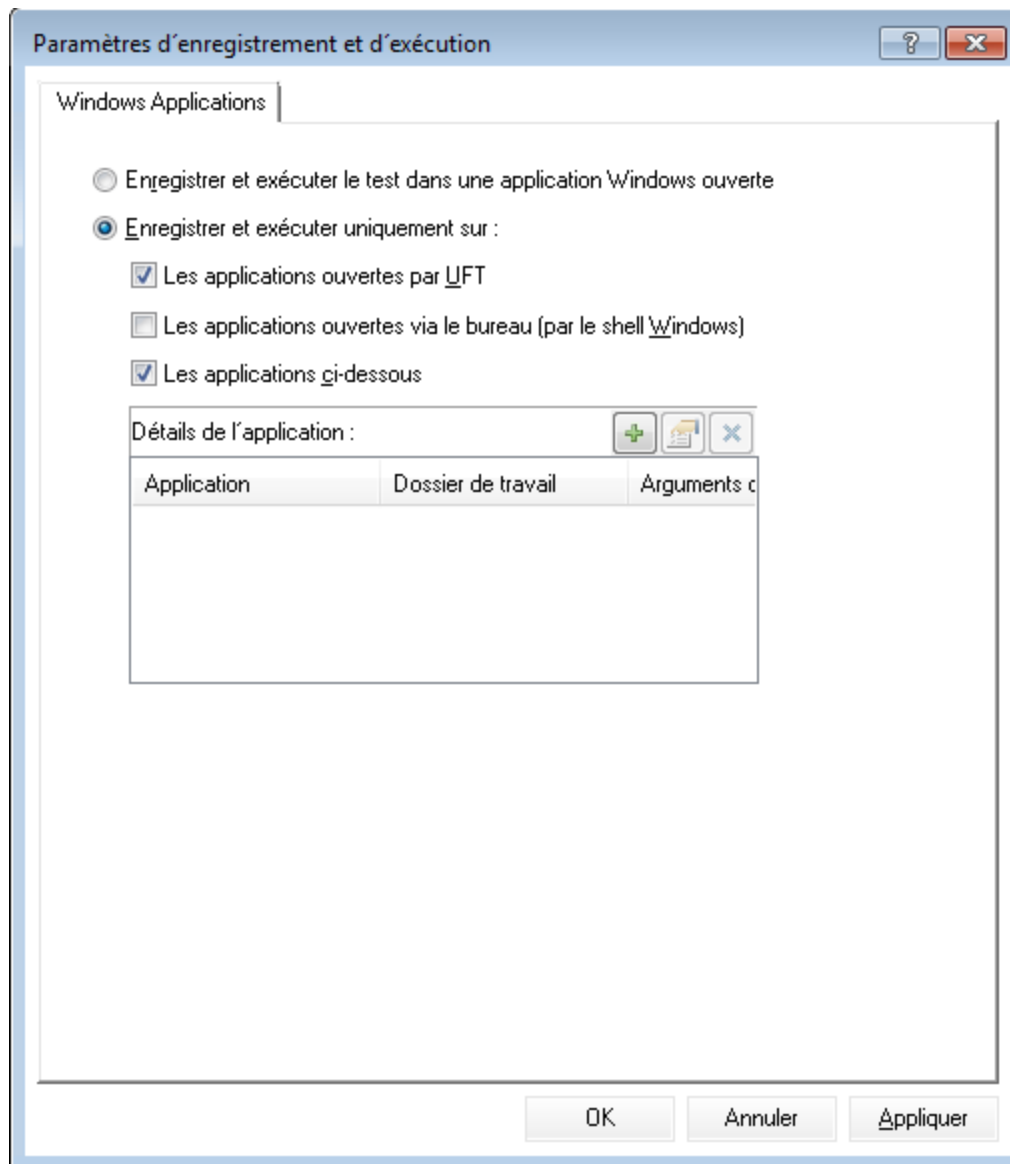 Paramètres d´enregistrement et d´exécution
Windows Applications
Enregistrer et exécuter le test dans une application Windows ouverte
Enregistrer et exécuter uniquement sur :
Les applications ouvertes par UFT
Les applications ouvertes via le bureau (par le shell Windows)
Les applications ci-dessous
Détails de l´application :
Application Dossier de travail Arguments
OK Annuler Appliquer